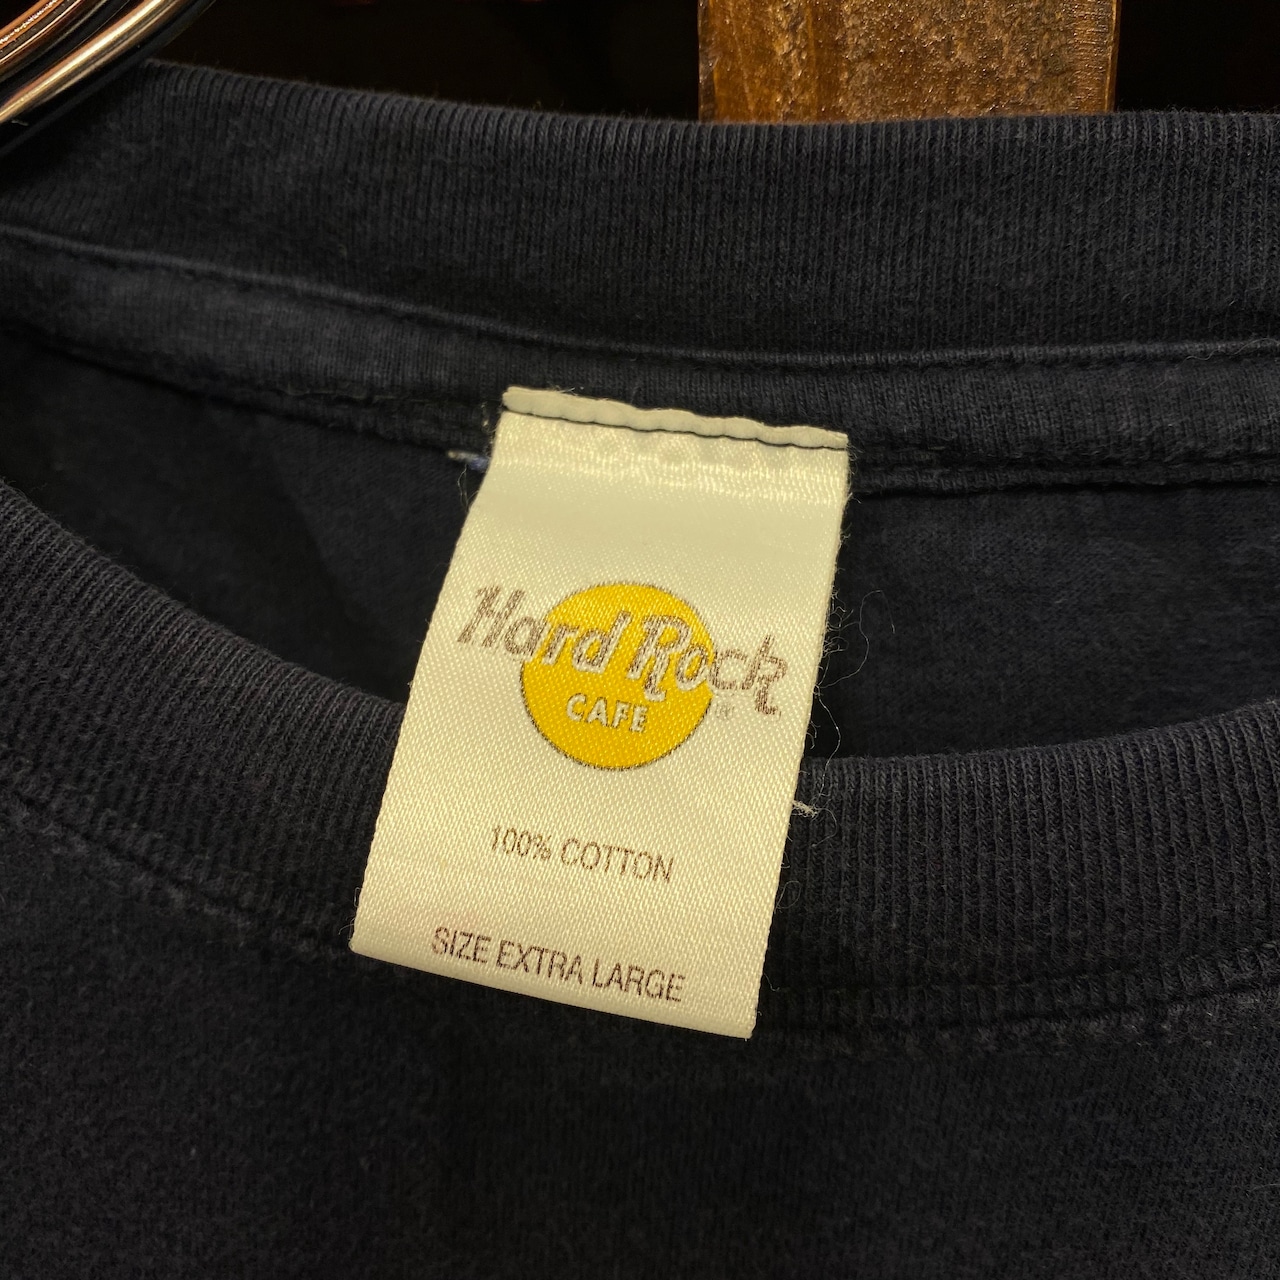 Hard Rock
CAFE
®
100% COTTON
SIZE EXTRA LARGE